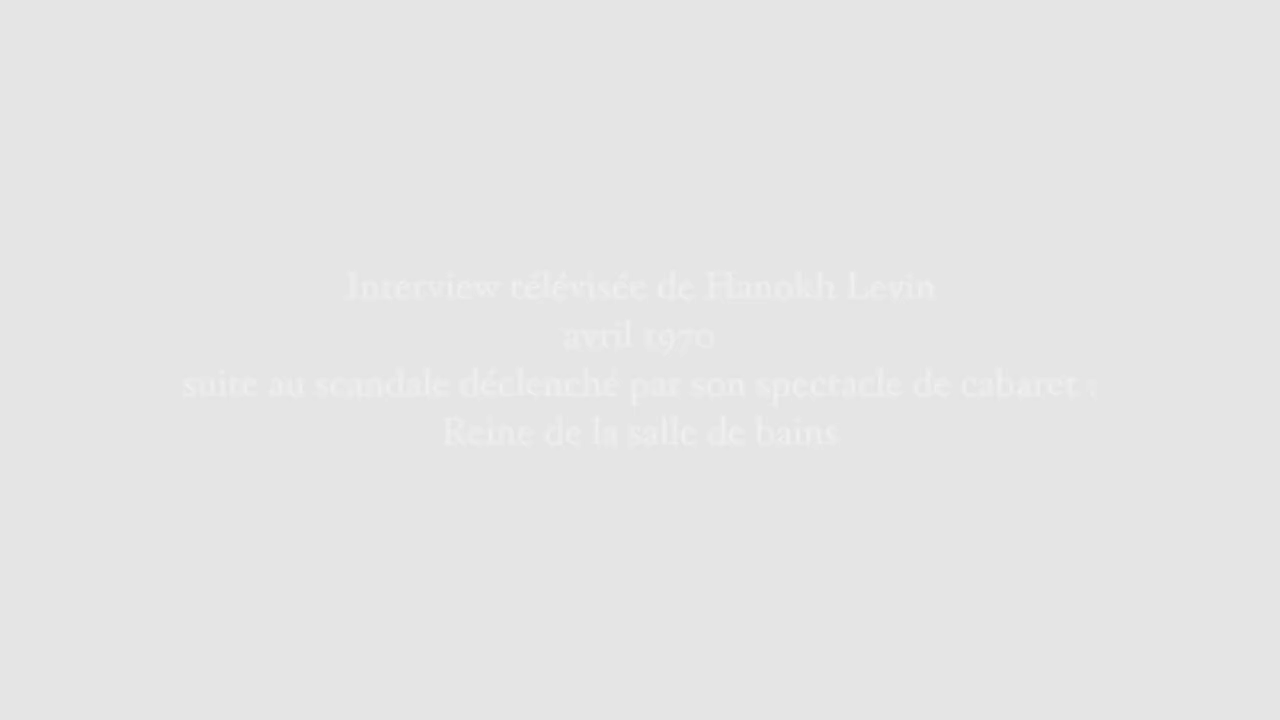 Interview télévisée de Hanokh Levin
avril 1970
suite au scandale déclenché par son spectacle de cabaret :
Reine de la salle de bains